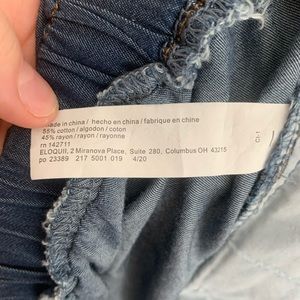 made in china / hecho en china / fabrique en chine
55% cotton / algodon / coton
45% rayon / rayon / rayonne
rn 142711
ELOQUII, 2 Miranova Place, Suite 280, Columbus OH 43215
po 23389 217 5001 019 4/20